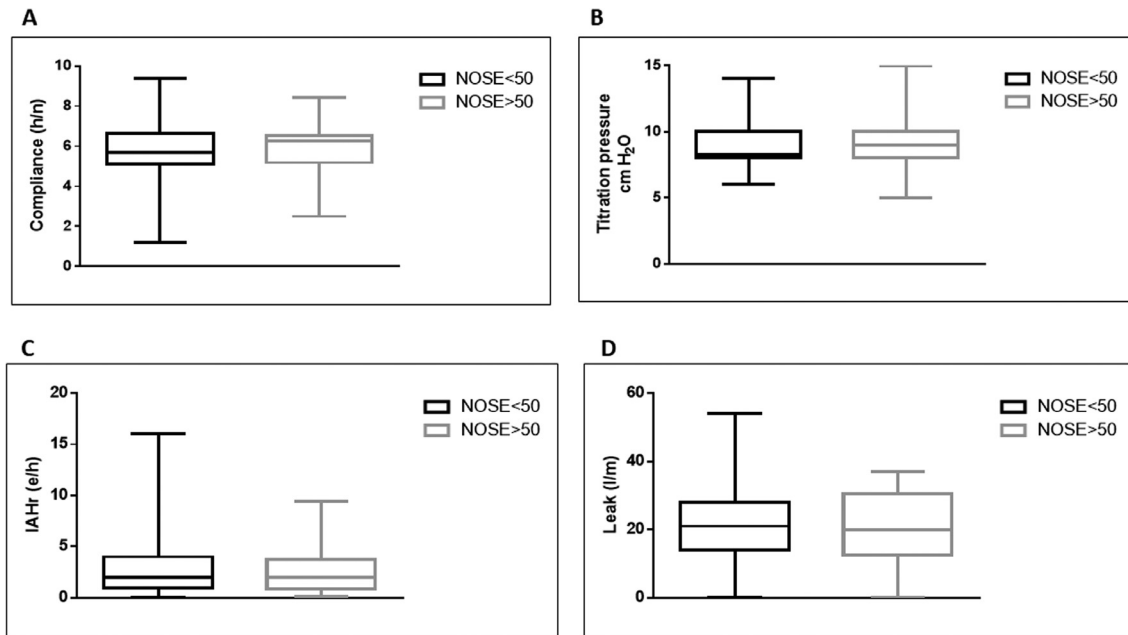 A
Compliance (h/n)
10
8
6
4
2
0
NOSE<50
NOSE>50
B
Titration pressure
cm H₂O
15
10
5
0
NOSE<50
NOSE>50
C
IAHr (e/h)
20
15
10
5
0
NOSE<50
NOSE>50
D
Leak (l/m)
60
40
20
0
NOSE<50
NOSE>50